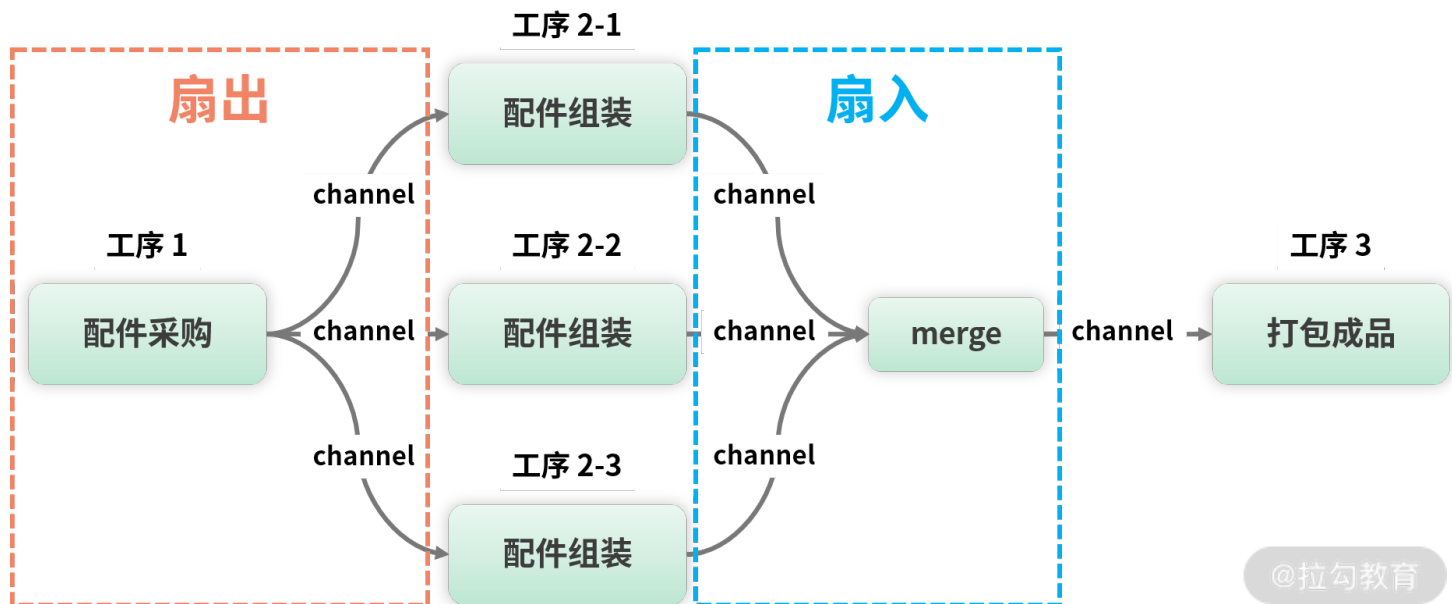 工序 2-1
扇出
配件组装
扇入
channel
channel
工序 1
工序 2-2
工序 3
配件采购
channel
配件组装
channel
merge
channel
打包成品
channel
工序 2-3
channel
配件组装
@拉勾教育